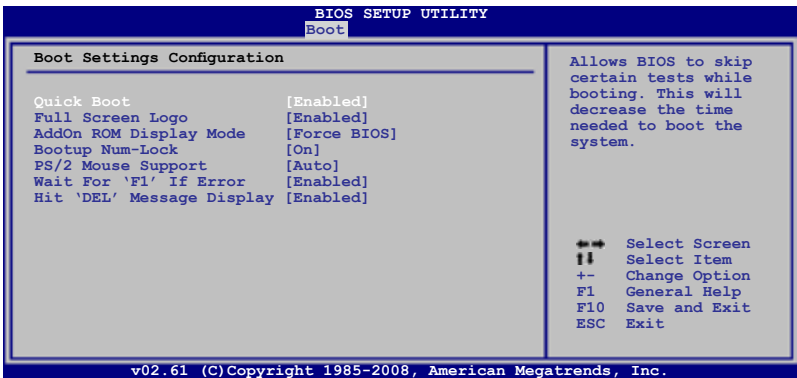 BIOS SETUP UTILITY
Boot
Boot Settings Configuration
Quick Boot [Enabled]
Full Screen Logo [Enabled]
AddOn ROM Display Mode [Force BIOS]
Bootup Num-Lock [On]
PS/2 Mouse Support [Auto]
Wait For ‘F1’ If Error [Enabled]
Hit ‘DEL’ Message Display [Enabled]
Allows BIOS to skip
certain tests while
booting. This will
decrease the time
needed to boot the
system.
←→ Select Screen
↑↓ Select Item
+- Change Option
F1 General Help
F10 Save and Exit
ESC Exit
v02.61 (C)Copyright 1985-2008, American Megatrends, Inc.